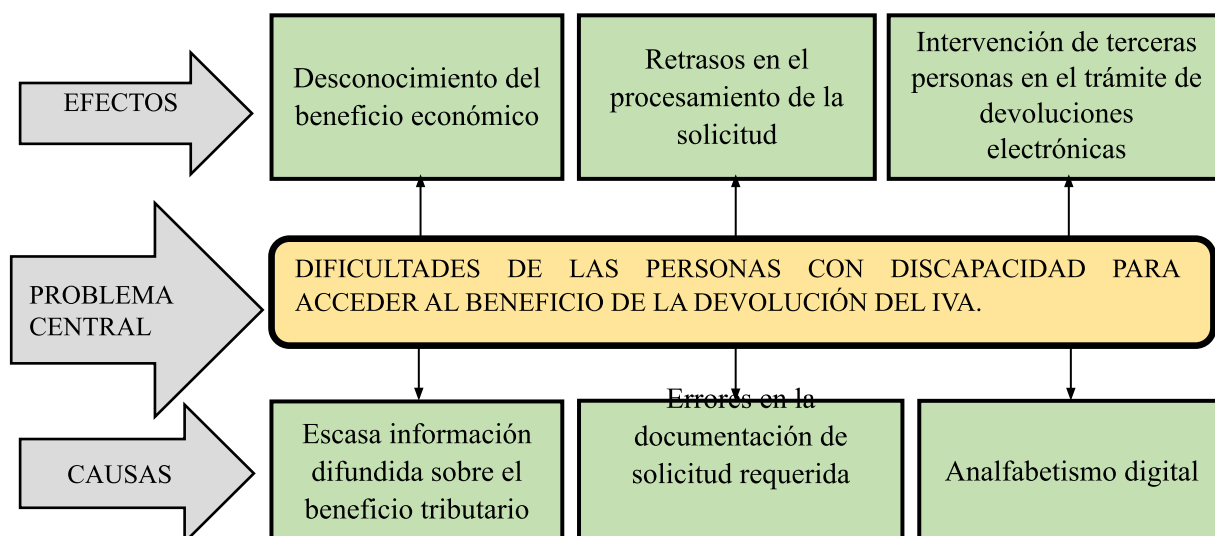 EFECTOS
Desconocimiento del
beneficio económico
Retrasos en el
procesamiento de la
solicitud
Intervención de terceras
personas en el trámite de
devoluciones
electrónicas
PROBLEMA
CENTRAL
DIFICULTADES DE LAS PERSONAS CON DISCAPACIDAD PARA
ACCEDER AL BENEFICIO DE LA DEVOLUCIÓN DEL IVA.
CAUSAS
Escasa información
difundida sobre el
beneficio tributario
Errores en la
documentación de
solicitud requerida
Analfabetismo digital